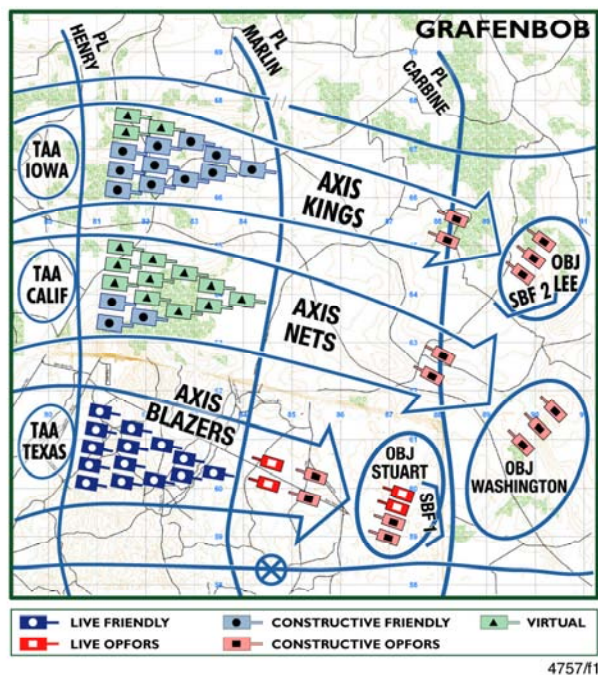 GRAFENBOB
PL
HENRY
PL
MARLIN
PL
CARBINE
TAA
IOWA
AXIS
KINGS
OBJ
LEE
SBF 2
TAA
CALIF
AXIS
NETS
AXIS
BLAZERS
TAA
TEXAS
OBJ
STUART
SBF 1
OBJ
WASHINGTON
LIVE FRIENDLY
CONSTRUCTIVE FRIENDLY
VIRTUAL
LIVE OPFORS
CONSTRUCTIVE OPFORS
4757/f1